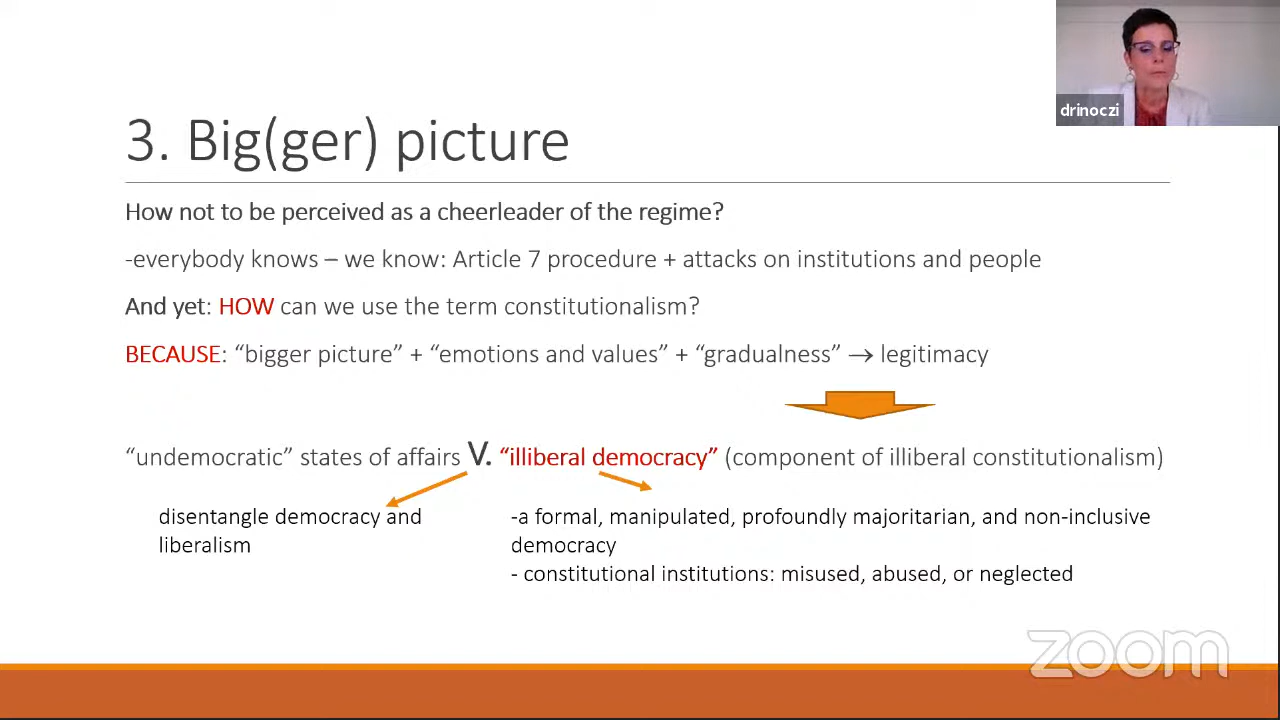 drinoczi
3. Big(ger) picture
How not to be perceived as a cheerleader of the regime?
-everybody knows – we know: Article 7 procedure + attacks on institutions and people
And yet: HOW can we use the term constitutionalism?
BECAUSE: “bigger picture” + “emotions and values” + “gradualness” → legitimacy
“undemocratic” states of affairs V. “illiberal democracy” (component of illiberal constitutionalism)
disentangle democracy and
liberalism
-a formal, manipulated, profoundly majoritarian, and non-inclusive
democracy
- constitutional institutions: misused, abused, or neglected
zoom